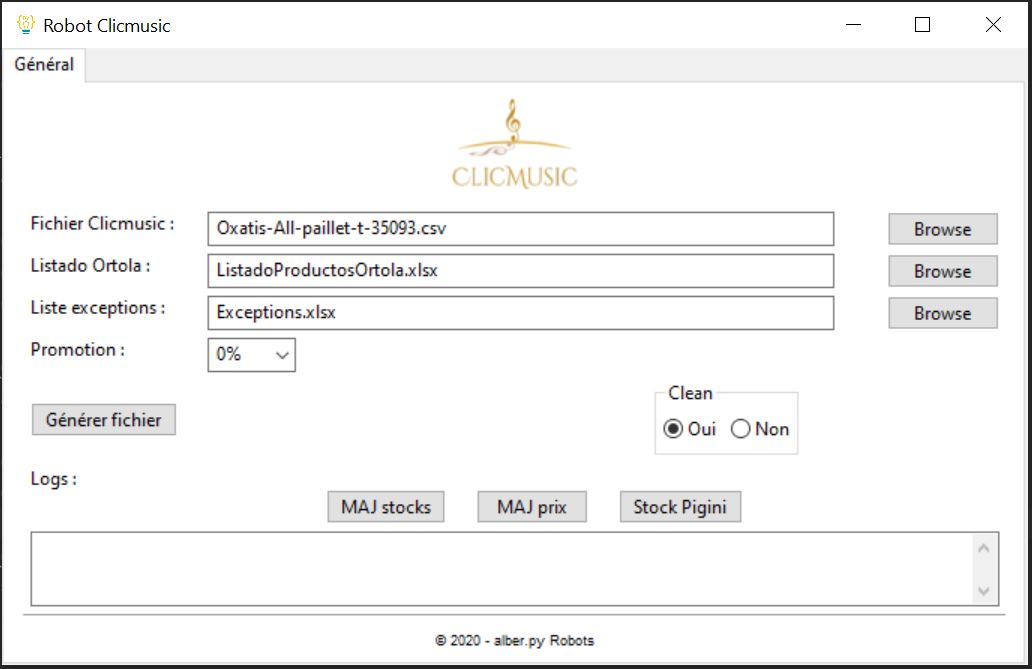 Robot Clicmusic
Général
CLICMUSIC
Fichier Clicmusic :
Oxatis-All-paillet-t-35093.csv
Browse
Listado Ortola :
ListadoProductosOrtola.xlsx
Browse
Liste exceptions :
Exceptions.xlsx
Browse
Promotion :
0%
Clean
Générer fichier
Oui
Non
Logs :
MAJ stocks
MAJ prix
Stock Pigini
© 2020 - alber.py Robots